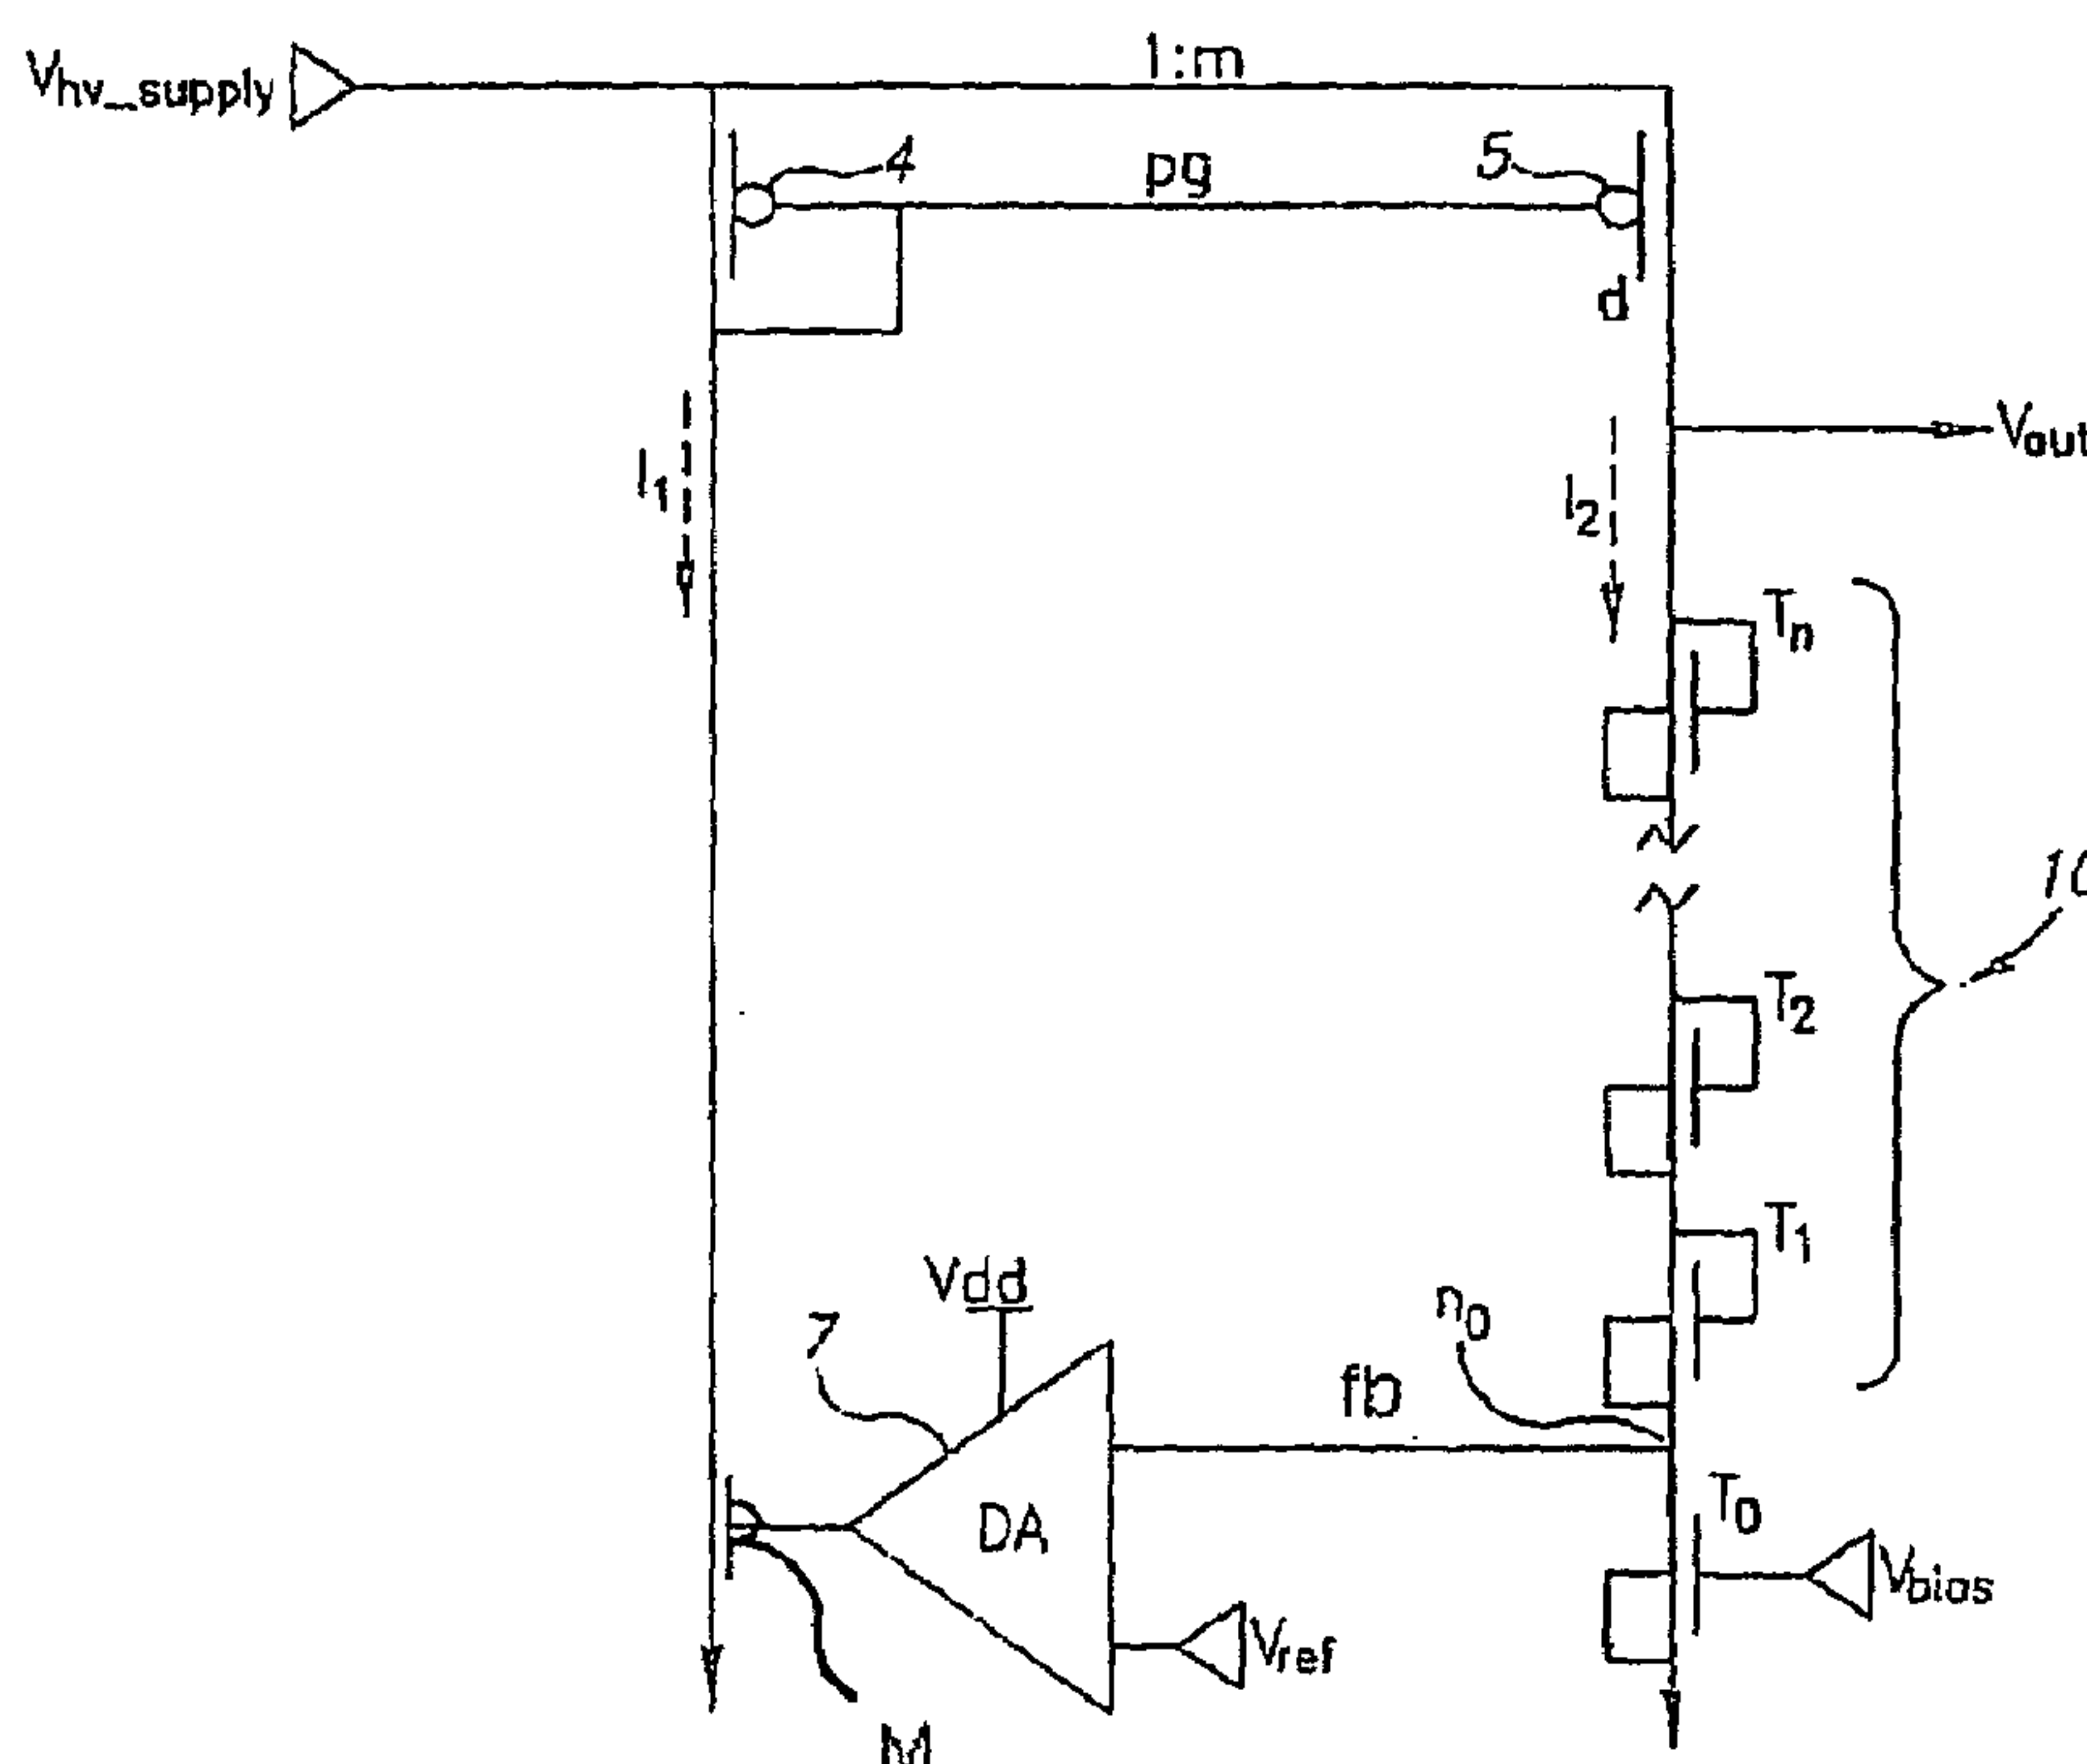 Vhv_supply
1:m
4
pg
5
d
Vout
I1
I2
Tn
10
T2
T1
Vdd
7
n0
fb
DA
T0
Vbias
Vref
M